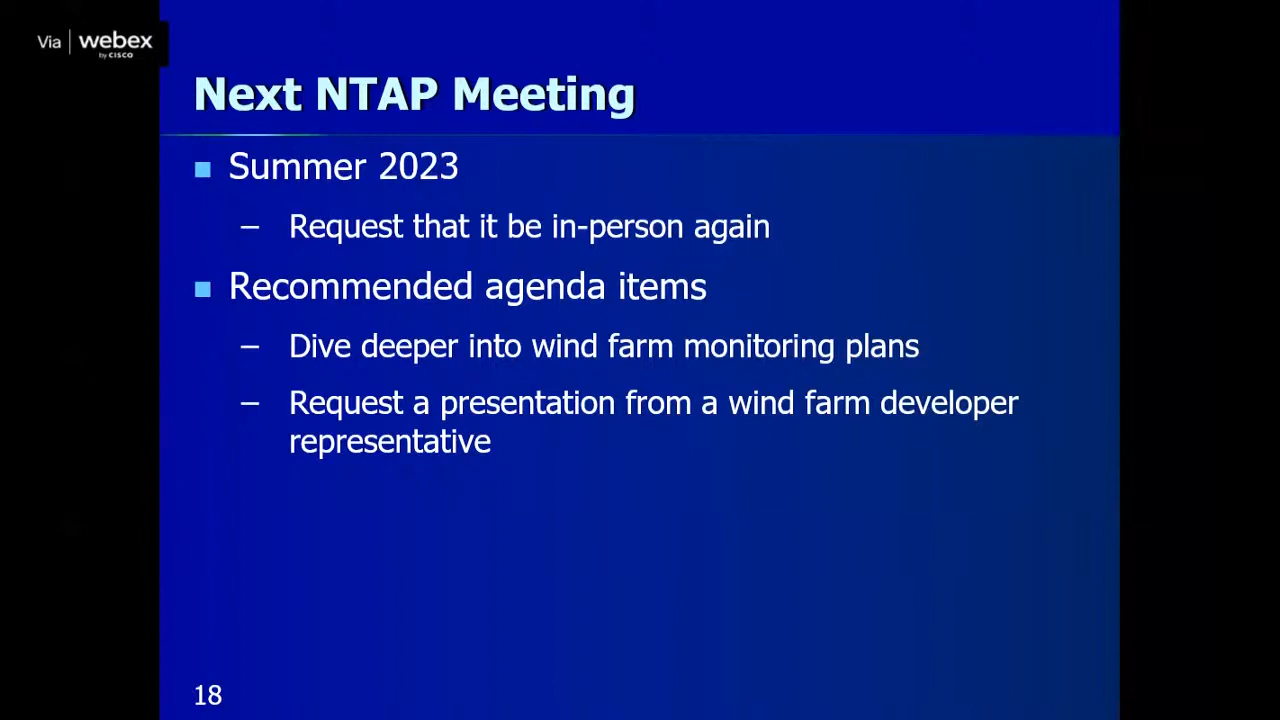 Via webex
by CISCO
Next NTAP Meeting
Summer 2023
– Request that it be in-person again
Recommended agenda items
– Dive deeper into wind farm monitoring plans
– Request a presentation from a wind farm developer
representative
18